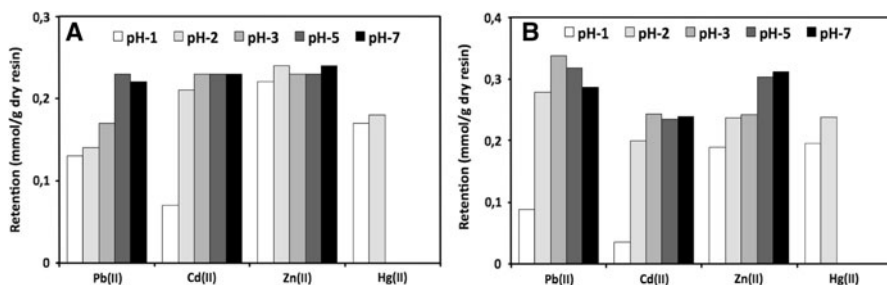 A
pH-1 pH-2 pH-3 pH-5 pH-7
Retention (mmol/g dry resin)
0,3
0,2
0,1
0
Pb(II) Cd(II) Zn(II) Hg(II)
B
pH-1 pH-2 pH-3 pH-5 pH-7
Retention (mmol/g dry resin)
0,4
0,3
0,2
0,1
0
Pb(II) Cd(II) Zn(II) Hg(II)